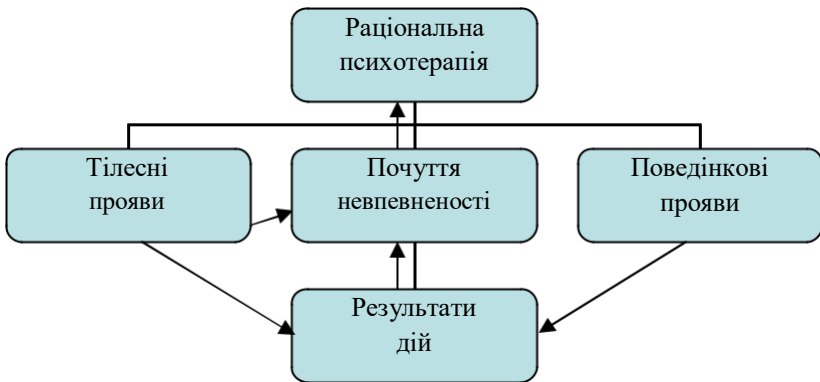 Раціональна
психотерапія
Тілесні
прояви
Почуття
невпевненості
Поведінкові
прояви
Результати
дій